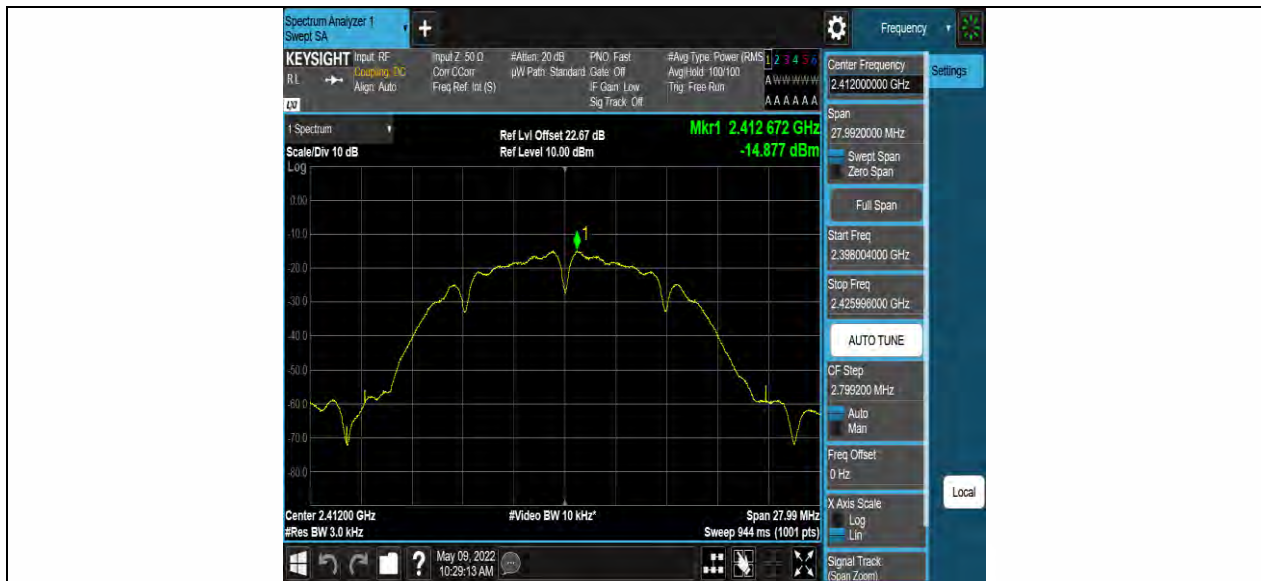 Spectrum Analyzer 1
Swept SA
+
Frequency
KEYSIGHT
Input: RF
Coupling: DC
Align: Auto
Input Z: 50 Ω
Corr CCorr
Freq Ref: Int (S)
#Atten: 20 dB
µW Path: Standard
PNO: Fast
Gate: Off
IF Gain: Low
Sig Track: Off
#Avg Type: Power (RMS
Avg|Hold: 100/100
Trig: Free Run
1 2 3 4 5 6
A W W W W W
A A A A A A
RL
LXI
1 Spectrum
Scale/Div 10 dB
Ref Lvl Offset 22.67 dB
Ref Level 10.00 dBm
Mkr1 2.412 672 GHz
-14.877 dBm
Log
0.00
-10.0
-20.0
-30.0
-40.0
-50.0
-60.0
-70.0
-80.0
1
Center 2.41200 GHz
#Res BW 3.0 kHz
#Video BW 10 kHz*
Span 27.99 MHz
Sweep 944 ms (1001 pts)
May 09, 2022
10:29:13 AM
Center Frequency
2.412000000 GHz
Settings
Span
27.9920000 MHz
Swept Span
Zero Span
Full Span
Start Freq
2.398004000 GHz
Stop Freq
2.425996000 GHz
AUTO TUNE
CF Step
2.799200 MHz
Auto
Man
Freq Offset
0 Hz
X Axis Scale
Log
Lin
Local
Signal Track
(Span Zoom)